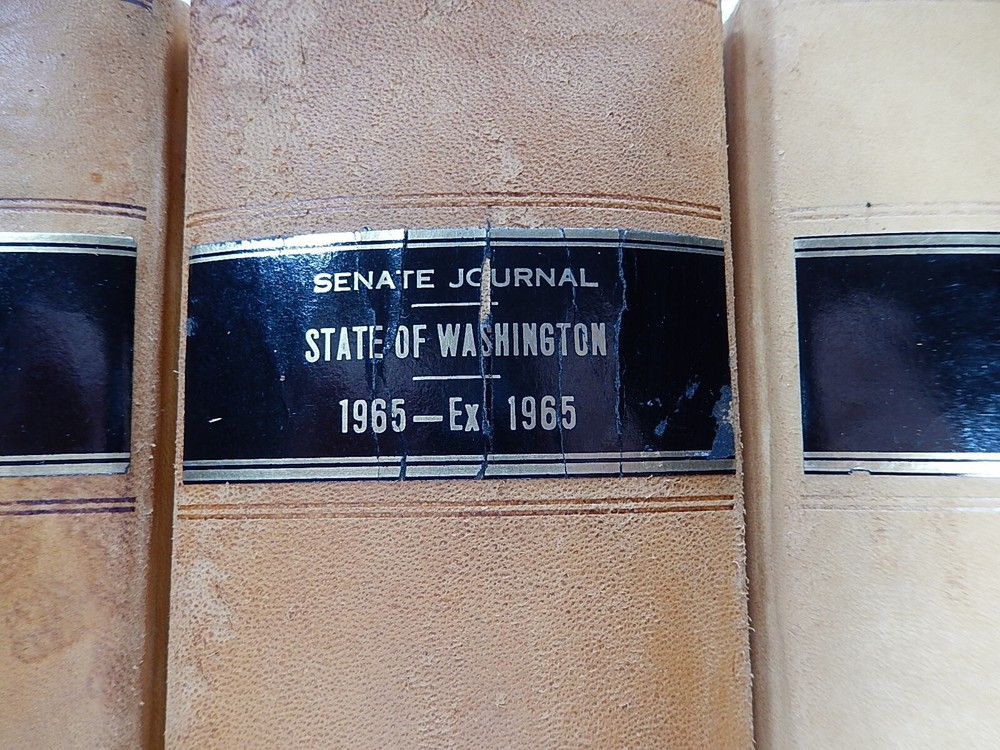 SENATE JOURNAL
STATE OF WASHINGTON
1965—Ex. 1965